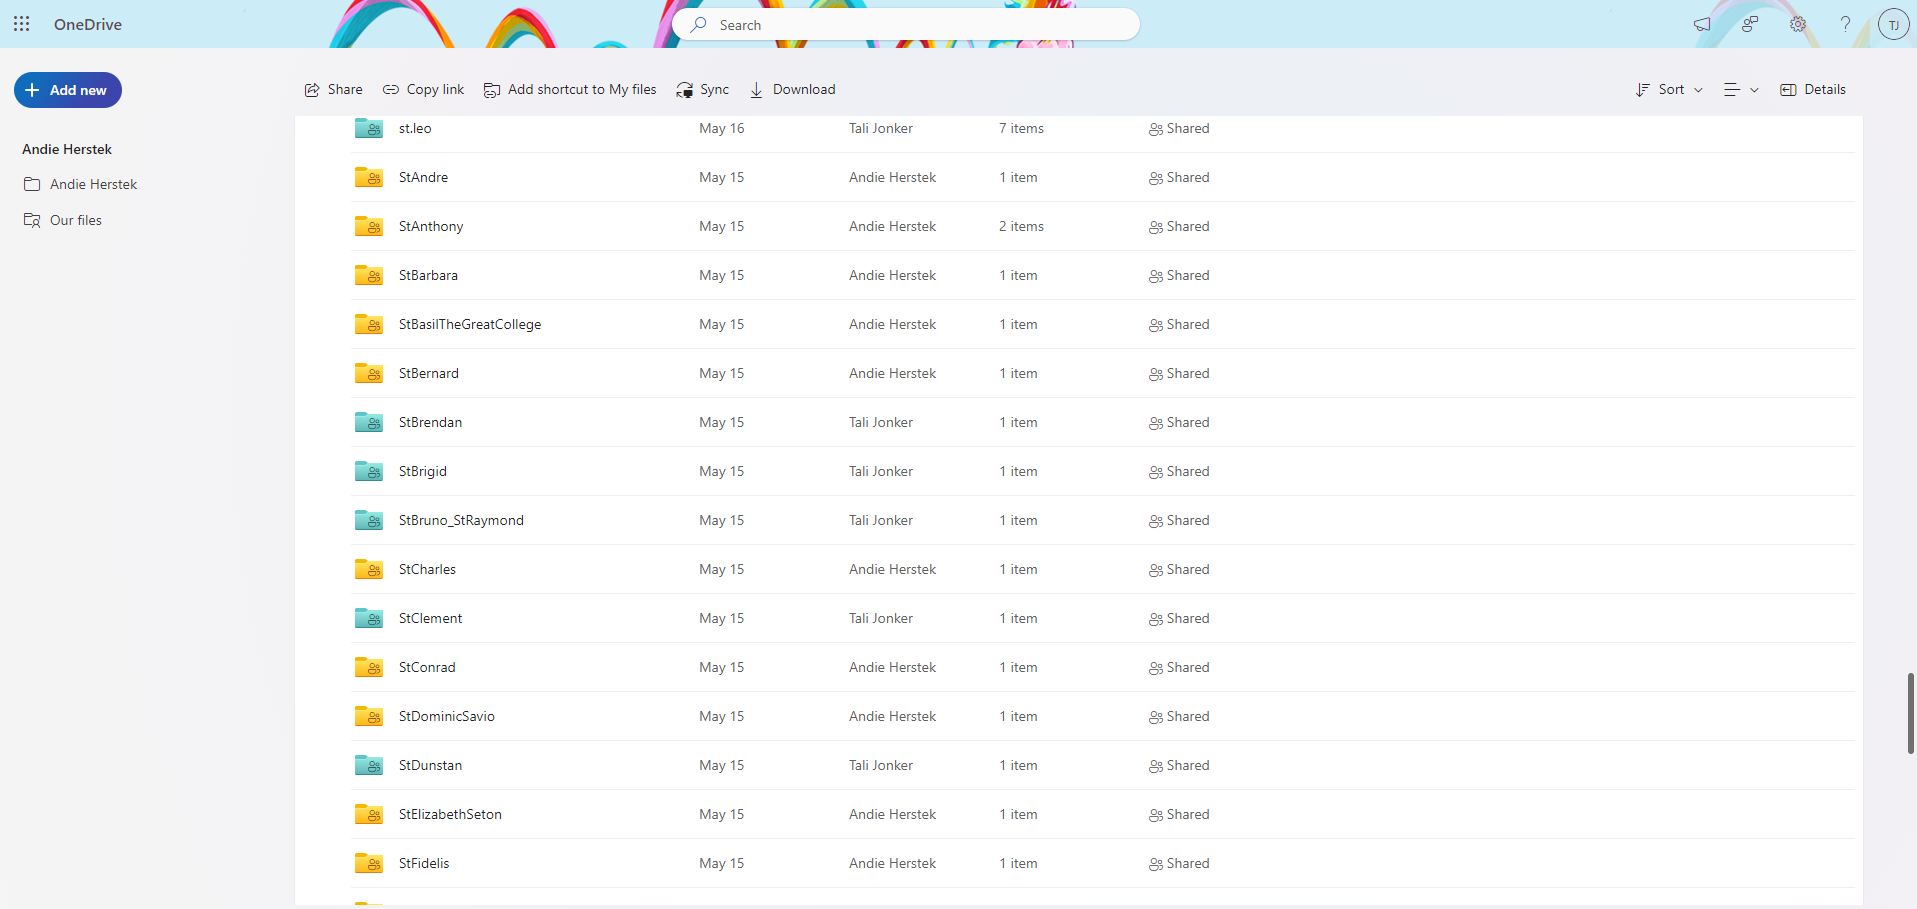 OneDrive
Search
TJ
Add new
Share
Copy link
Add shortcut to My files
Sync
Download
Sort
Details
Andie Herstek
Andie Herstek
Our files
st.leo May 16 Tali Jonker 7 items Shared
StAndre May 15 Andie Herstek 1 item Shared
StAnthony May 15 Andie Herstek 2 items Shared
StBarbara May 15 Andie Herstek 1 item Shared
StBasilTheGreatCollege May 15 Andie Herstek 1 item Shared
StBernard May 15 Andie Herstek 1 item Shared
StBrendan May 15 Tali Jonker 1 item Shared
StBrigid May 15 Tali Jonker 1 item Shared
StBruno_StRaymond May 15 Tali Jonker 1 item Shared
StCharles May 15 Andie Herstek 1 item Shared
StClement May 15 Tali Jonker 1 item Shared
StConrad May 15 Andie Herstek 1 item Shared
StDominicSavio May 15 Andie Herstek 1 item Shared
StDunstan May 15 Tali Jonker 1 item Shared
StElizabethSeton May 15 Andie Herstek 1 item Shared
StFidelis May 15 Andie Herstek 1 item Shared